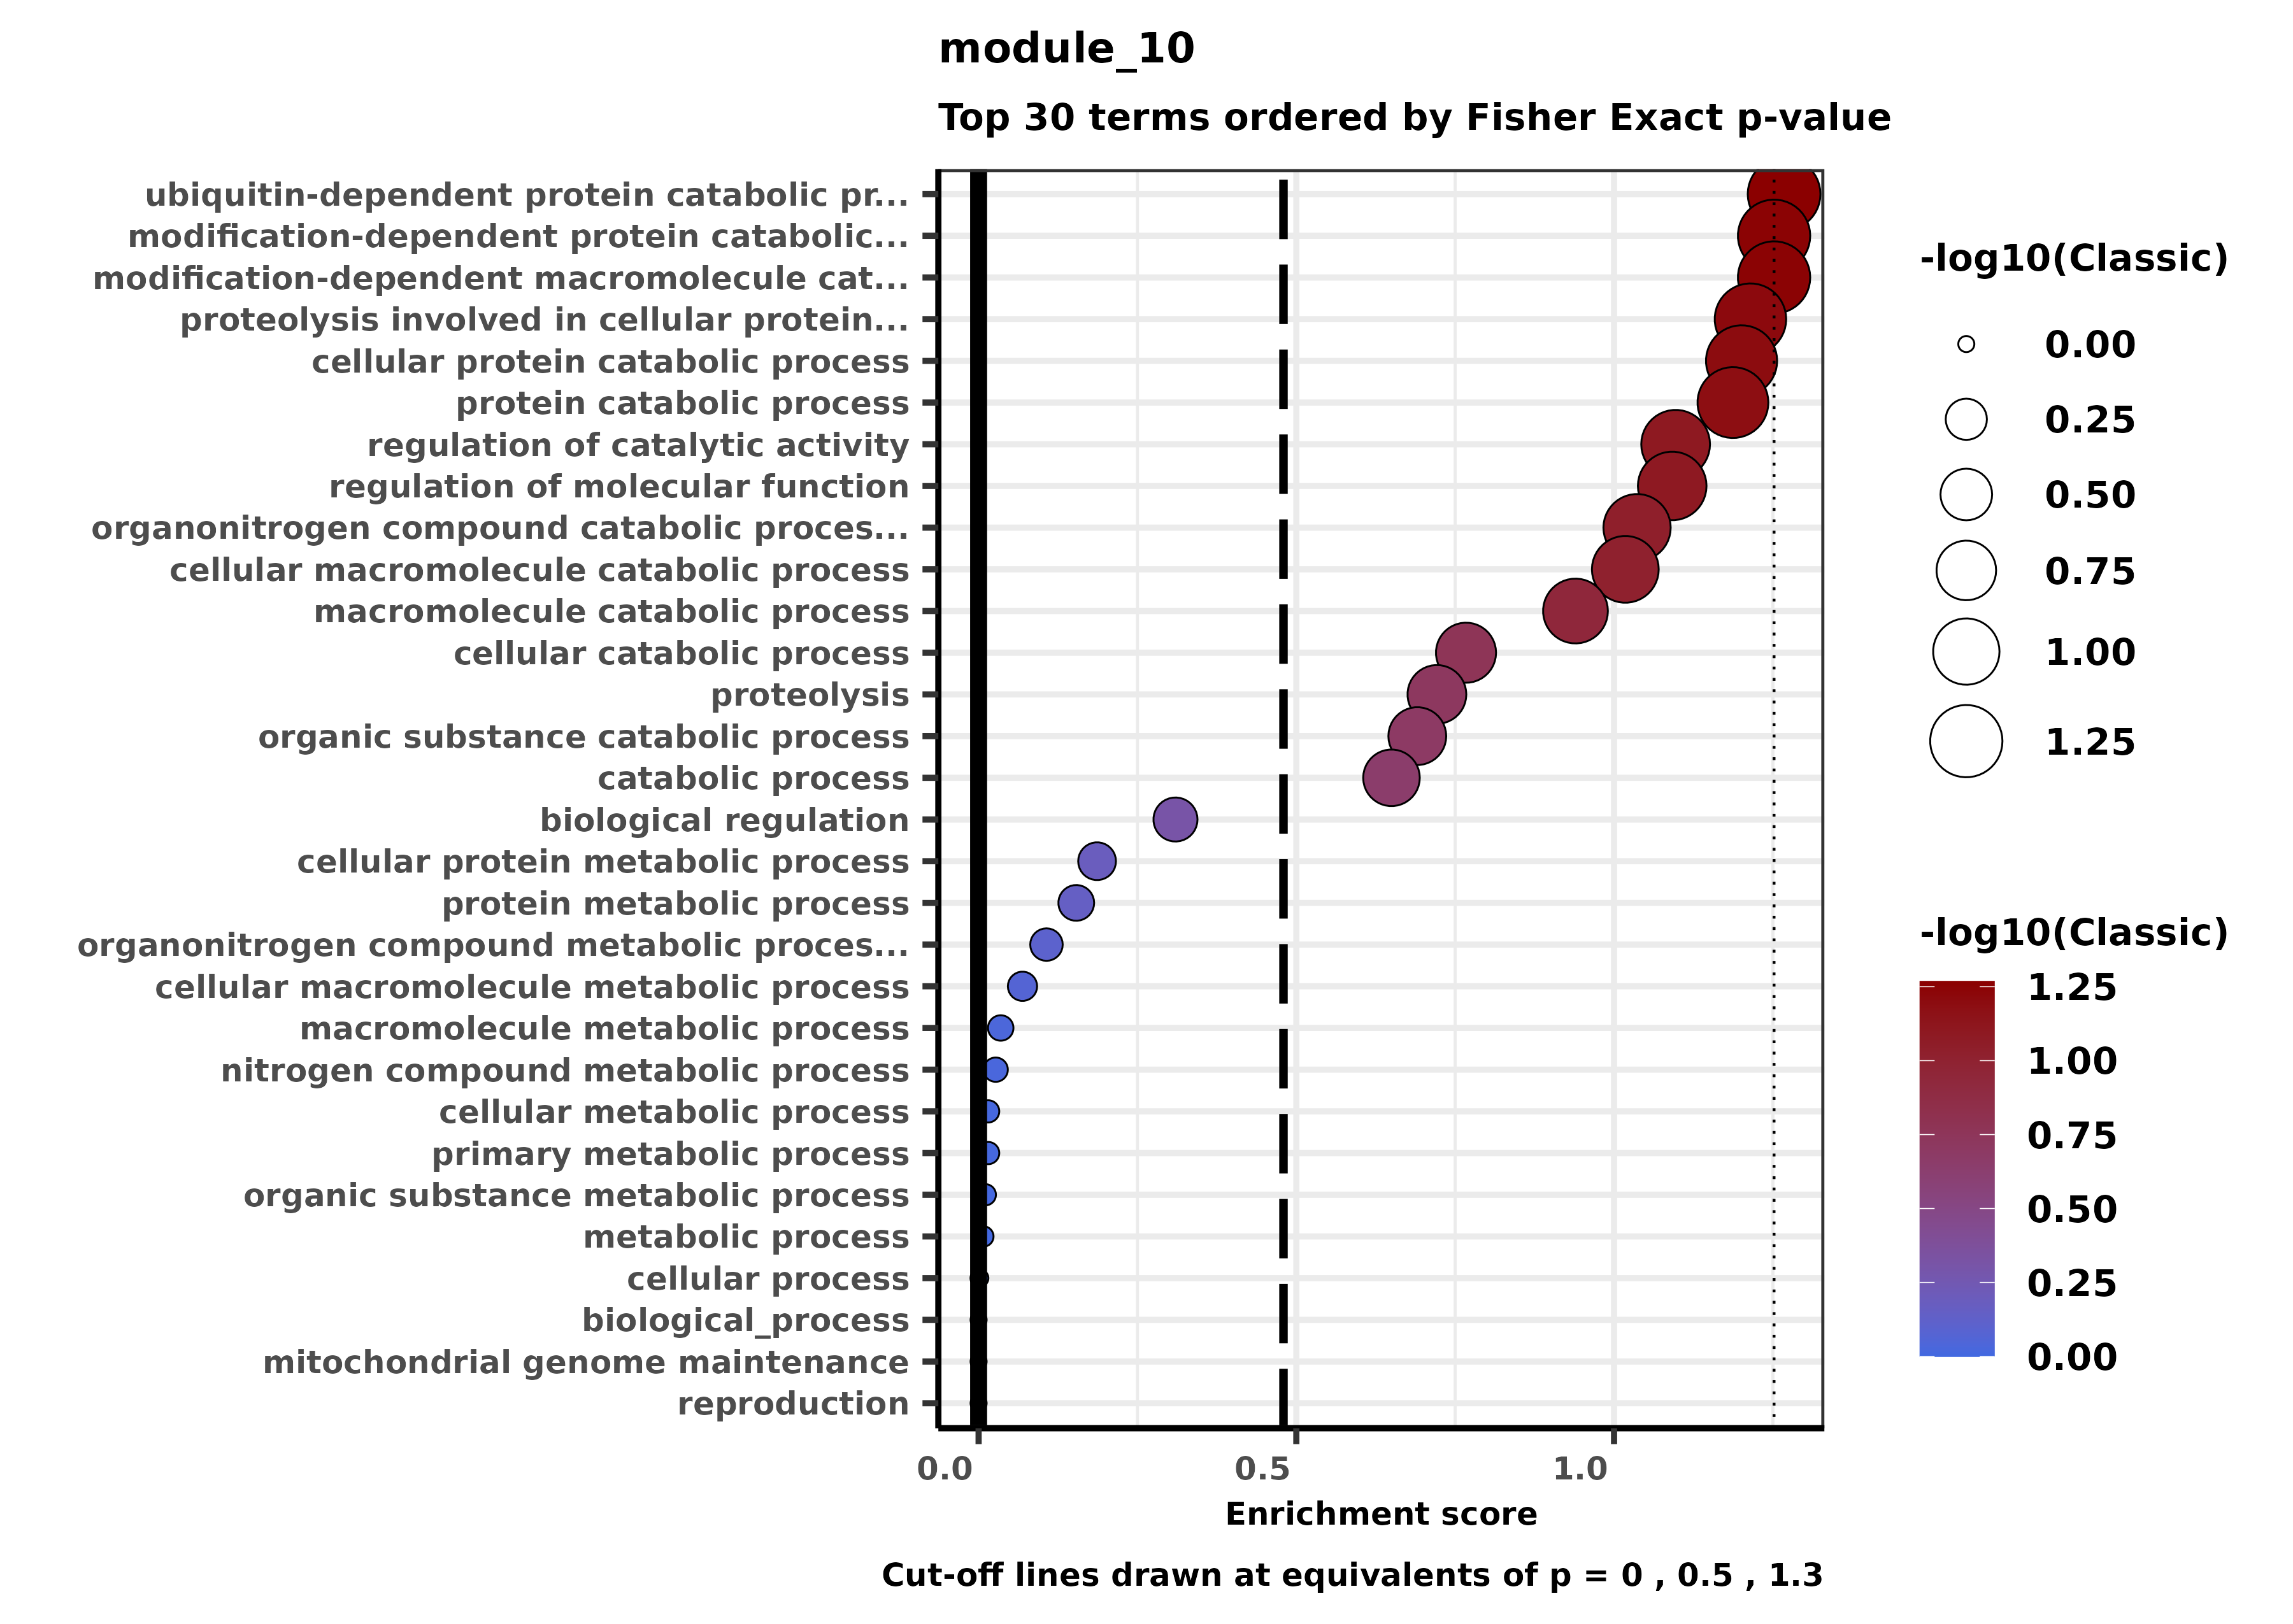 module_10
Top 30 terms ordered by Fisher Exact p-value
ubiquitin-dependent protein catabolic pr...
modification-dependent protein catabolic...
modification-dependent macromolecule cat...
proteolysis involved in cellular protein...
cellular protein catabolic process
protein catabolic process
regulation of catalytic activity
regulation of molecular function
organonitrogen compound catabolic proces...
cellular macromolecule catabolic process
macromolecule catabolic process
cellular catabolic process
proteolysis
organic substance catabolic process
catabolic process
biological regulation
cellular protein metabolic process
protein metabolic process
organonitrogen compound metabolic proces...
cellular macromolecule metabolic process
macromolecule metabolic process
nitrogen compound metabolic process
cellular metabolic process
primary metabolic process
organic substance metabolic process
metabolic process
cellular process
biological_process
mitochondrial genome maintenance
reproduction
0.0 0.5 1.0
Enrichment score
Cut-off lines drawn at equivalents of p = 0 , 0.5 , 1.3
-log10(Classic)
0.00
0.25
0.50
0.75
1.00
1.25
-log10(Classic)
1.25
1.00
0.75
0.50
0.25
0.00